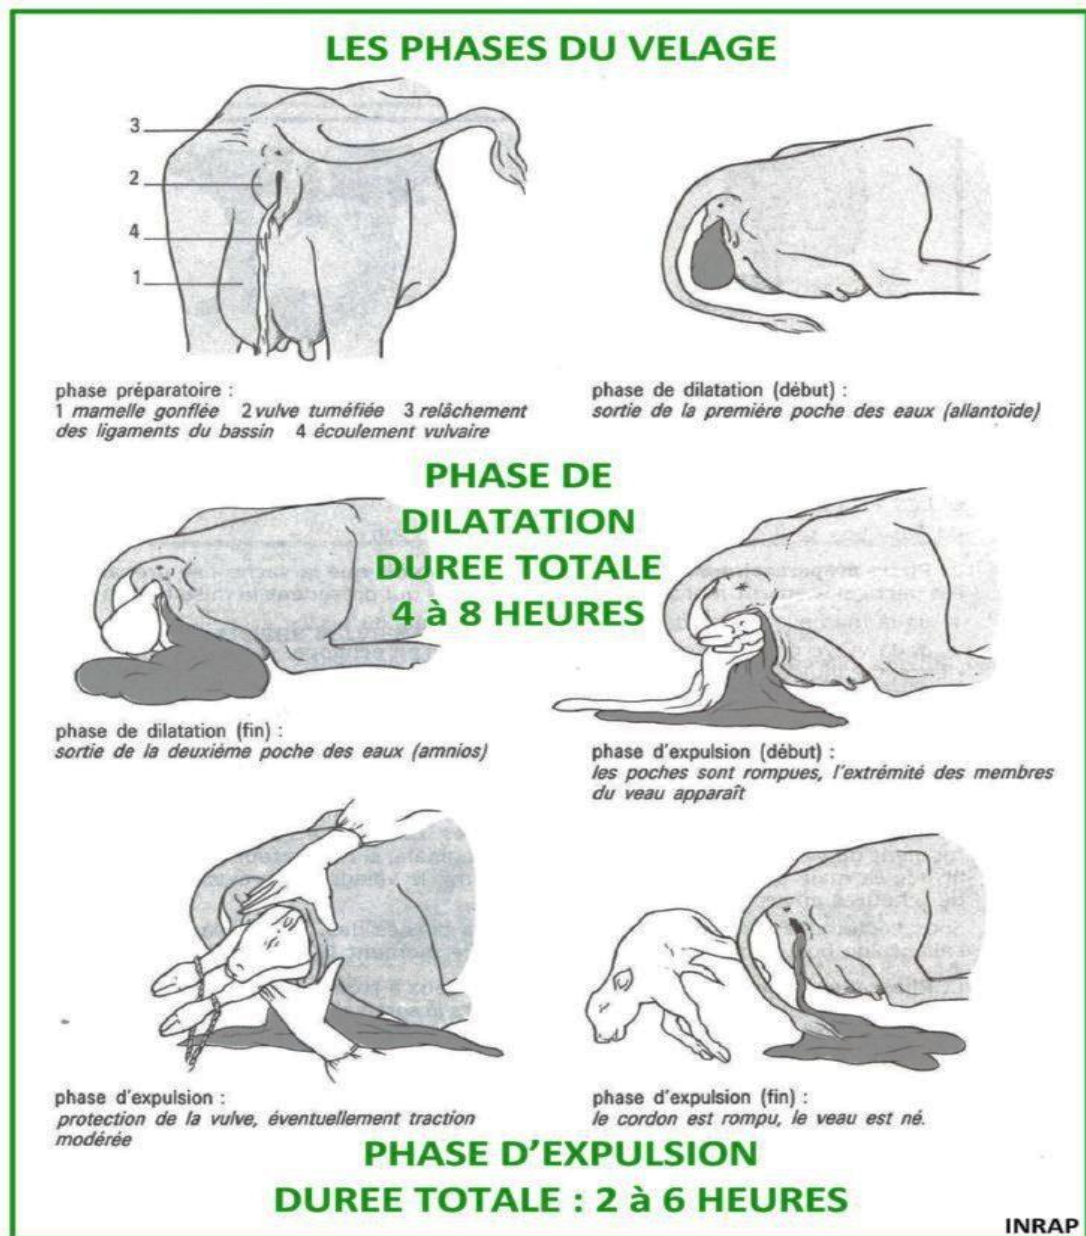 LES PHASES DU VELAGE
3
2
4
1
phase préparatoire :
1 mamelle gonflée 2 vulve tuméfiée 3 relâchement
des ligaments du bassin 4 écoulement vulvaire
phase de dilatation (début) :
sortie de la première poche des eaux (allantoïde)
PHASE DE
DILATATION
DUREE TOTALE
4 à 8 HEURES
phase de dilatation (fin) :
sortie de la deuxième poche des eaux (amnios)
phase d'expulsion (début) :
les poches sont rompues, l'extrémité des membres
du veau apparaît
phase d'expulsion :
protection de la vulve, éventuellement traction
modérée
phase d'expulsion (fin) :
le cordon est rompu, le veau est né.
PHASE D'EXPULSION
DUREE TOTALE : 2 à 6 HEURES
INRAP